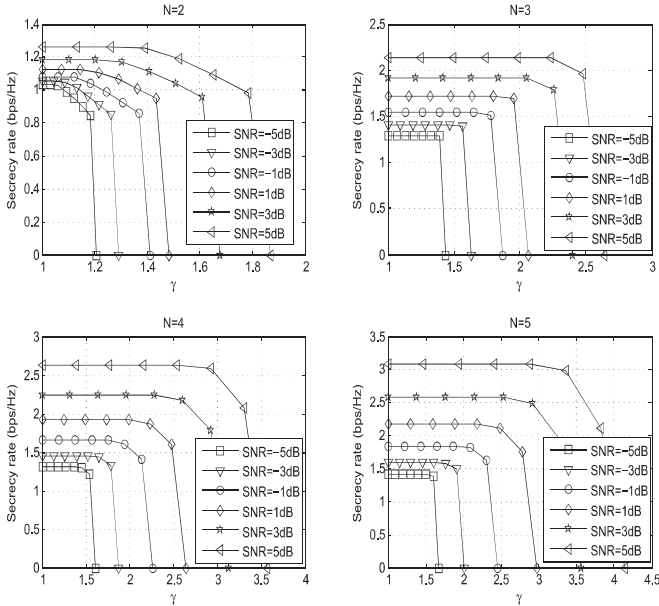 N=2
Secrecy rate (bps/Hz)
1.4
1.2
1
0.8
0.6
0.4
0.2
0
SNR=−5dB
SNR=−3dB
SNR=−1dB
SNR=1dB
SNR=3dB
SNR=5dB
1 1.2 1.4 1.6 1.8 2
γ
N=3
Secrecy rate (bps/Hz)
2.5
2
1.5
1
0.5
0
SNR=−5dB
SNR=−3dB
SNR=−1dB
SNR=1dB
SNR=3dB
SNR=5dB
1 1.5 2 2.5 3
γ
N=4
Secrecy rate (bps/Hz)
3
2.5
2
1.5
1
0.5
0
SNR=−5dB
SNR=−3dB
SNR=−1dB
SNR=1dB
SNR=3dB
SNR=5dB
1 1.5 2 2.5 3 3.5 4
γ
N=5
Secrecy rate (bps/Hz)
3.5
3
2.5
2
1.5
1
0.5
0
SNR=−5dB
SNR=−3dB
SNR=−1dB
SNR=1dB
SNR=3dB
SNR=5dB
1 1.5 2 2.5 3 3.5 4 4.5
γ